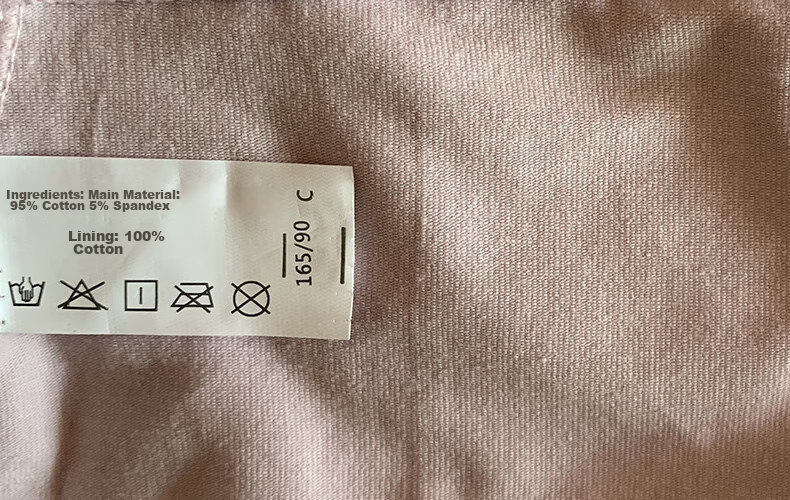 Ingredients: Main Material:
95% Cotton 5% Spandex
Lining: 100%
Cotton
165/90 C